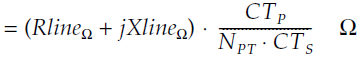 = (Rline_Ω + jXline_Ω) · CT_P / (N_PT · CT_S) Ω